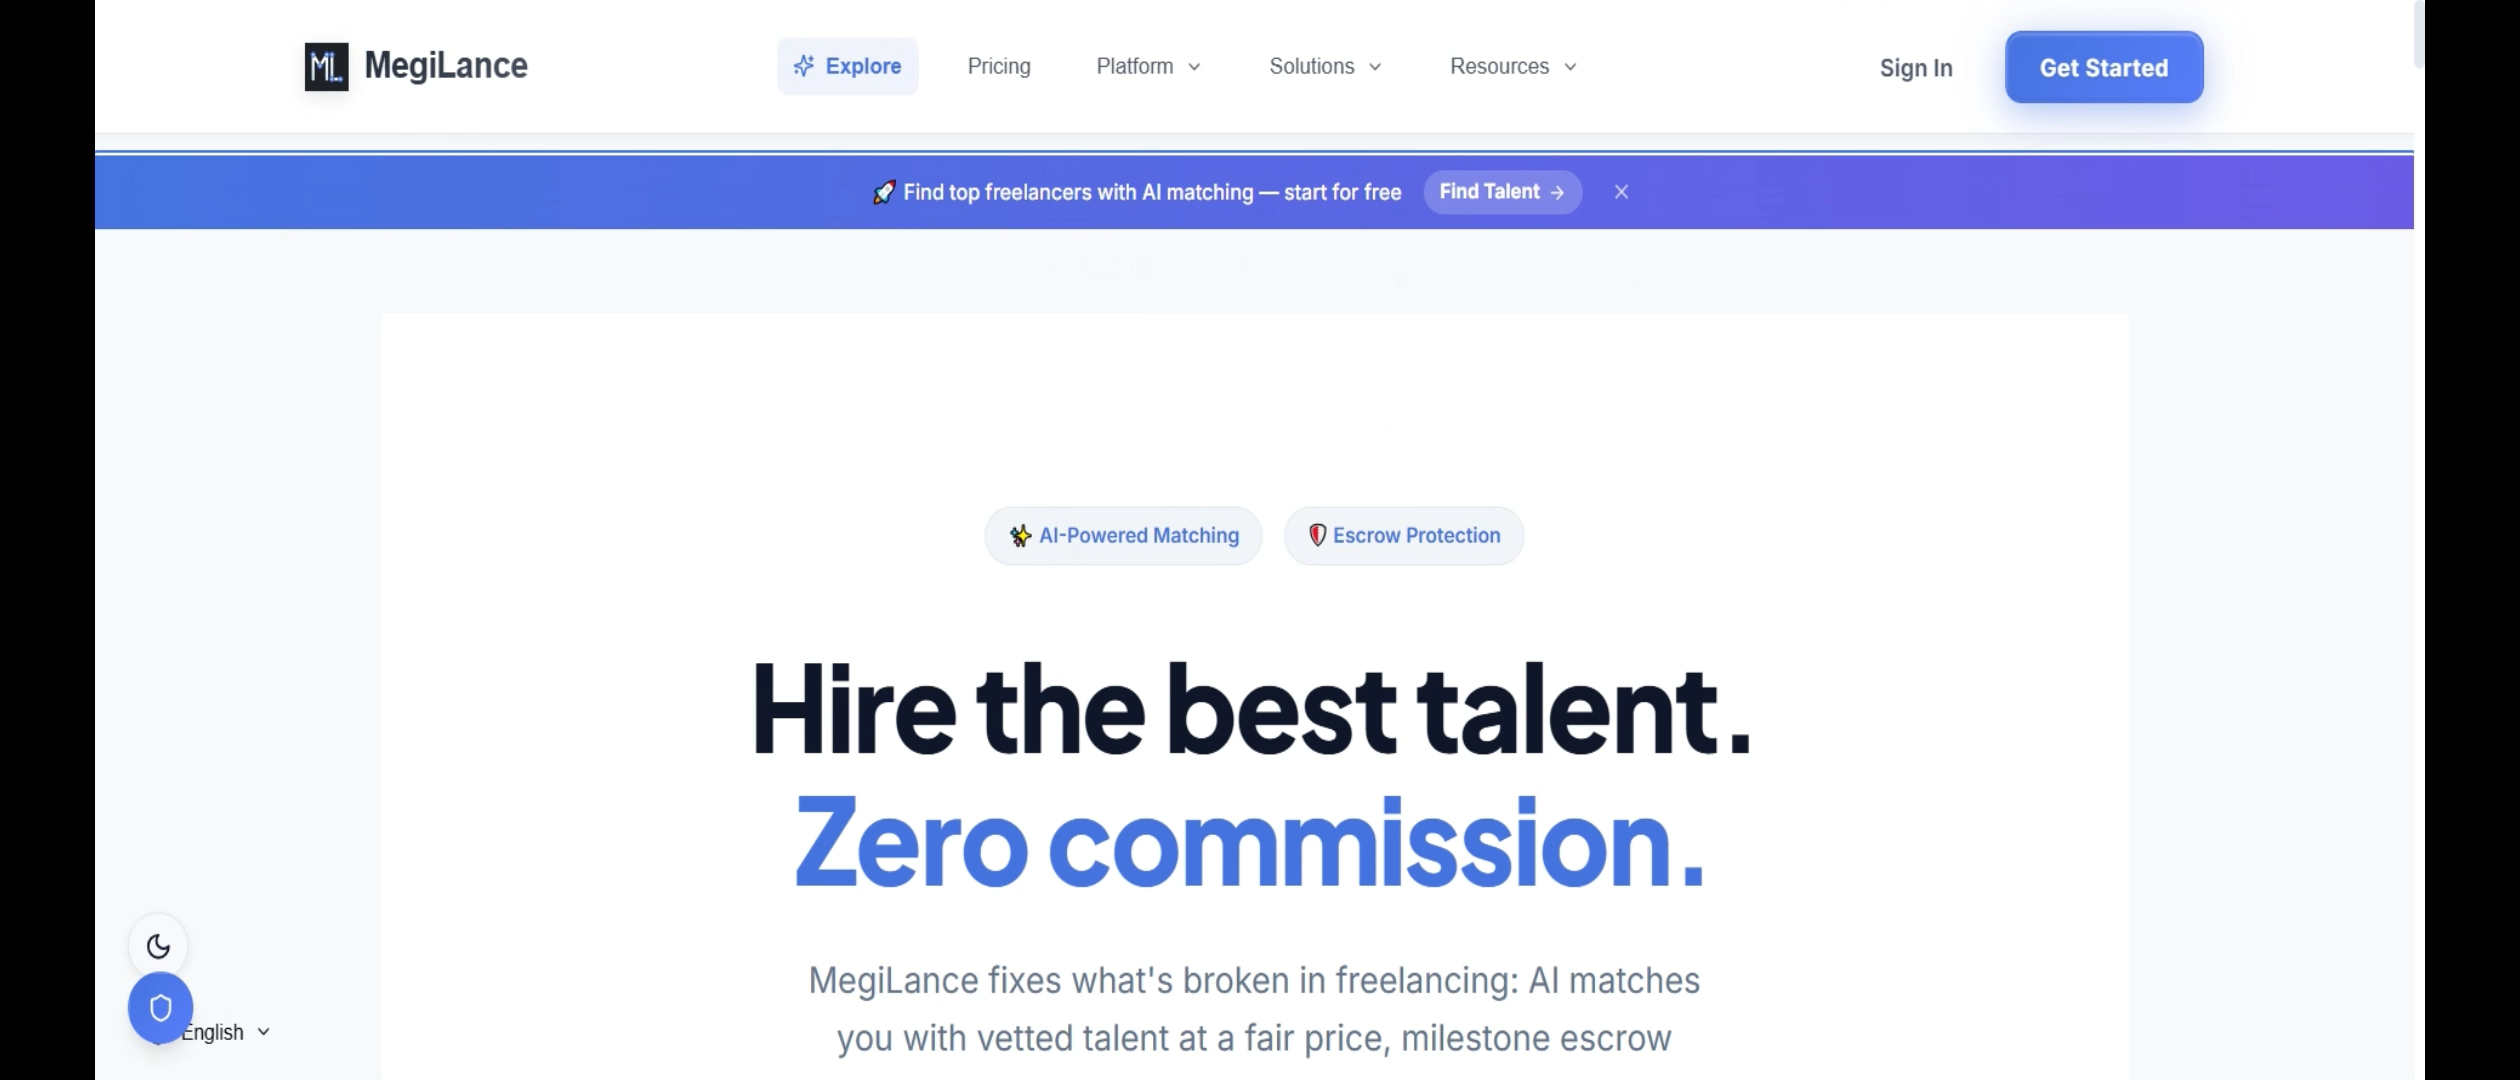 ML MegiLance
Explore Pricing Platform Solutions Resources
Sign In Get Started
🚀 Find top freelancers with AI matching — start for free Find Talent →
✨ AI-Powered Matching 🛡 Escrow Protection
Hire the best talent.
Zero commission.
MegiLance fixes what's broken in freelancing: AI matches
you with vetted talent at a fair price, milestone escrow
English